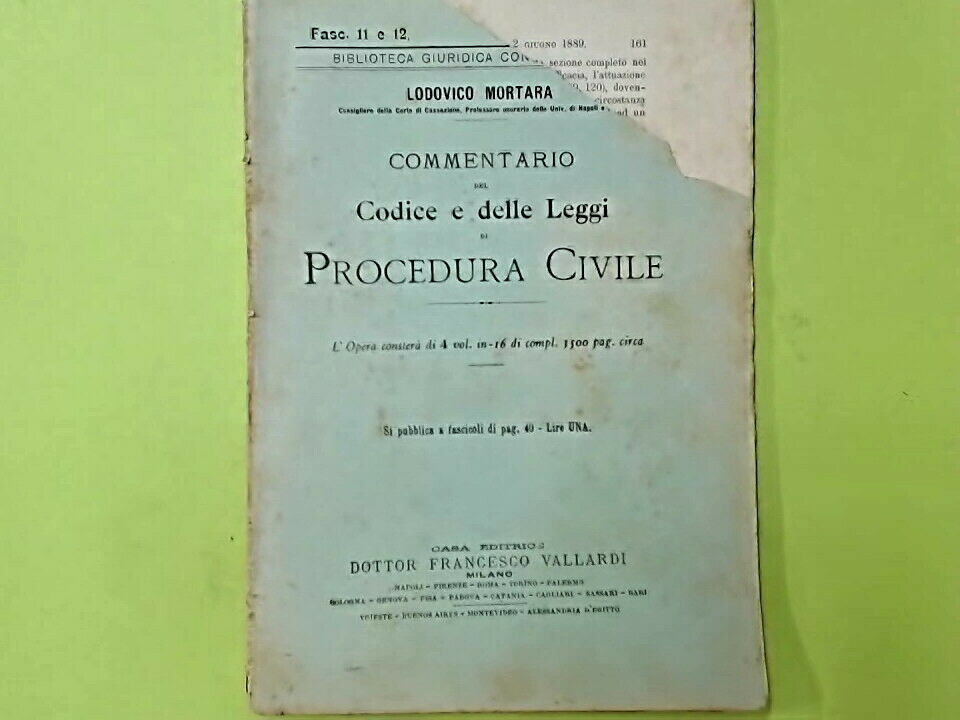 Fasc. 11 e 12,
2 GIUGNO 1889. 161
BIBLIOTECA GIURIDICA CON
sezione completo nel
l'attuazione
120), doven-
circostanza
ad un
LODOVICO MORTARA
Consigliere della Corte di Cassazione, Professore onorario delle Univ. di Napoli e
COMMENTARIO
DEL
Codice e delle Leggi
DI
PROCEDURA CIVILE
L' Opera consterà di 4 vol. in-16 di compl. 3500 pag. circa
Si pubblica a fascicoli di pag. 40 - Lire UNA.
CASA EDITRICE
DOTTOR FRANCESCO VALLARDI
MILANO
NAPOLI - FIRENZE - ROMA - TORINO - PALERMO
BOLOGNA - GENOVA - PISA - PADOVA - CATANIA - CAGLIARI - SASSARI - BARI
TRIESTE - BUENOS AIRES - MONTEVIDEO - ALESSANDRIA D'EGITTO